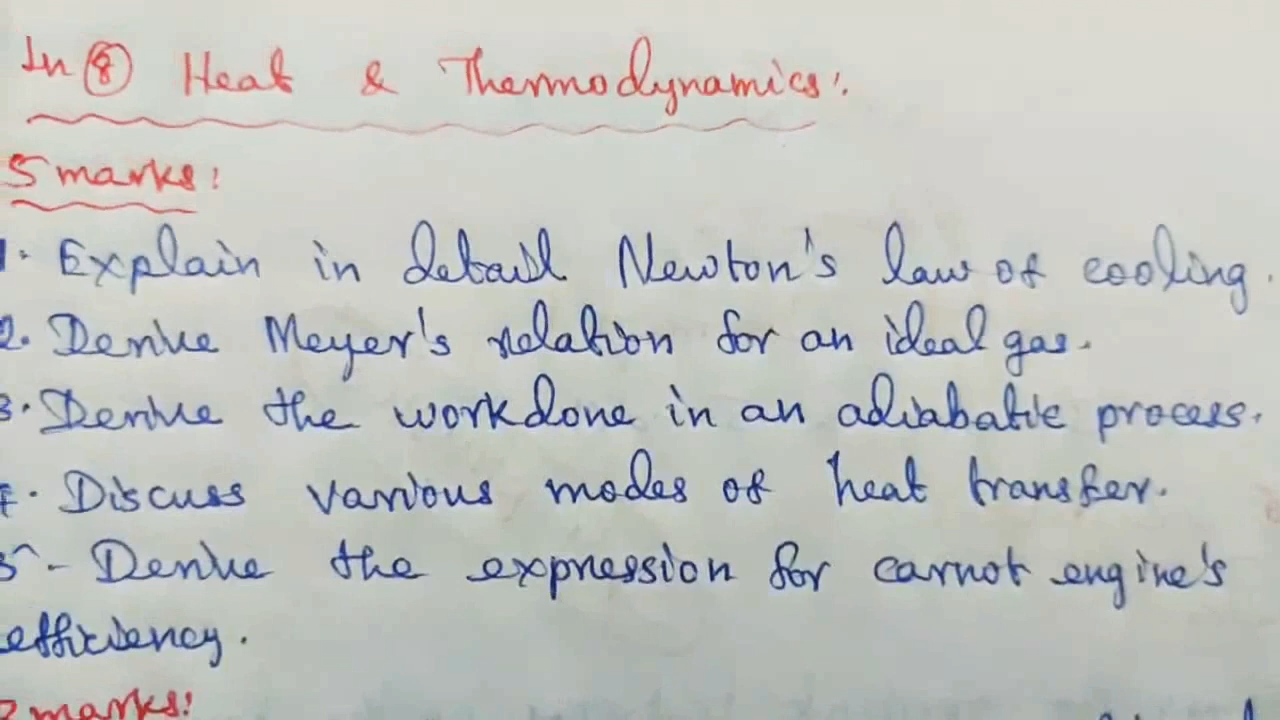 Ln 8 Heat & Thermodynamics:
5 marks:
1. Explain in detail Newton's law of cooling.
2. Derive Meyer's relation for an ideal gas.
3. Derive the workdone in an adiabatic process.
4. Discuss various modes of heat transfer.
5. Derive the expression for carnot engine's
efficiency.
marks: